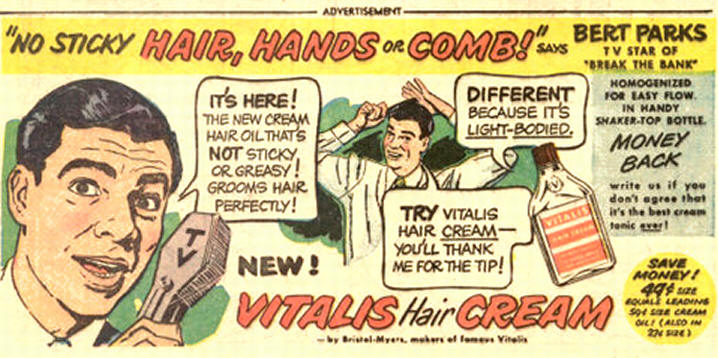 ADVERTISEMENT
"NO STICKY HAIR, HANDS OR COMB!" SAYS
BERT PARKS
TV STAR OF
"BREAK THE BANK"
IT'S HERE!
THE NEW CREAM
HAIR OIL THAT'S
NOT STICKY
OR GREASY!
GROOMS HAIR
PERFECTLY!
DIFFERENT
BECAUSE IT'S
LIGHT-BODIED.
HOMOGENIZED
FOR EASY FLOW.
IN HANDY
SHAKER-TOP BOTTLE.
MONEY
BACK
write us if you
don't agree that
it's the best cream
tonic ever!
TRY VITALIS
HAIR CREAM—
YOU'LL THANK
ME FOR THE TIP!
V
VITALIS
HAIR CREAM
TV
NEW!
VITALIS Hair CREAM
—by Bristol-Myers, makers of famous Vitalis
SAVE
MONEY!
49¢ SIZE
EQUALS LEADING
59¢ SIZE CREAM
OIL! (ALSO IN
SIZE)